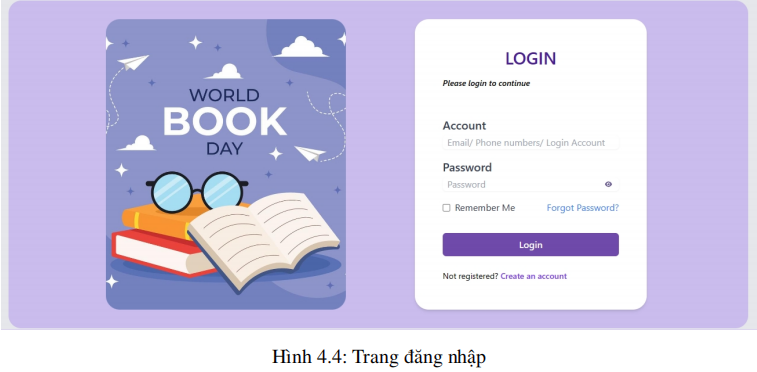 WORLD
BOOK
DAY
LOGIN
Please login to continue
Account
Email/ Phone numbers/ Login Account
Password
Password
Remember Me
Forgot Password?
Login
Not registered? Create an account
Hình 4.4: Trang đăng nhập